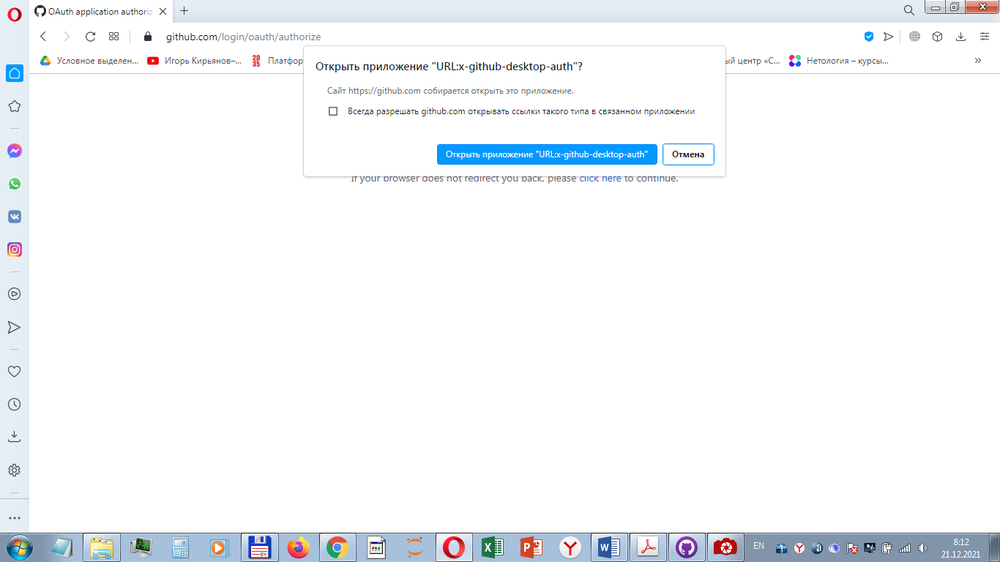 OAuth application authoriz
github.com/login/oauth/authorize
Условное выделен...
Игорь Кирьянов–...
20
35
Платфор
ый центр «С...
Нетология – курсы...
Открыть приложение "URL:x-github-desktop-auth"?
Сайт https://github.com собирается открыть это приложение.
Всегда разрешать github.com открывать ссылки такого типа в связанном приложении
Открыть приложение "URL:x-github-desktop-auth"
Отмена
If your browser does not redirect you back, please click here to continue.
EN
8:12
21.12.2021